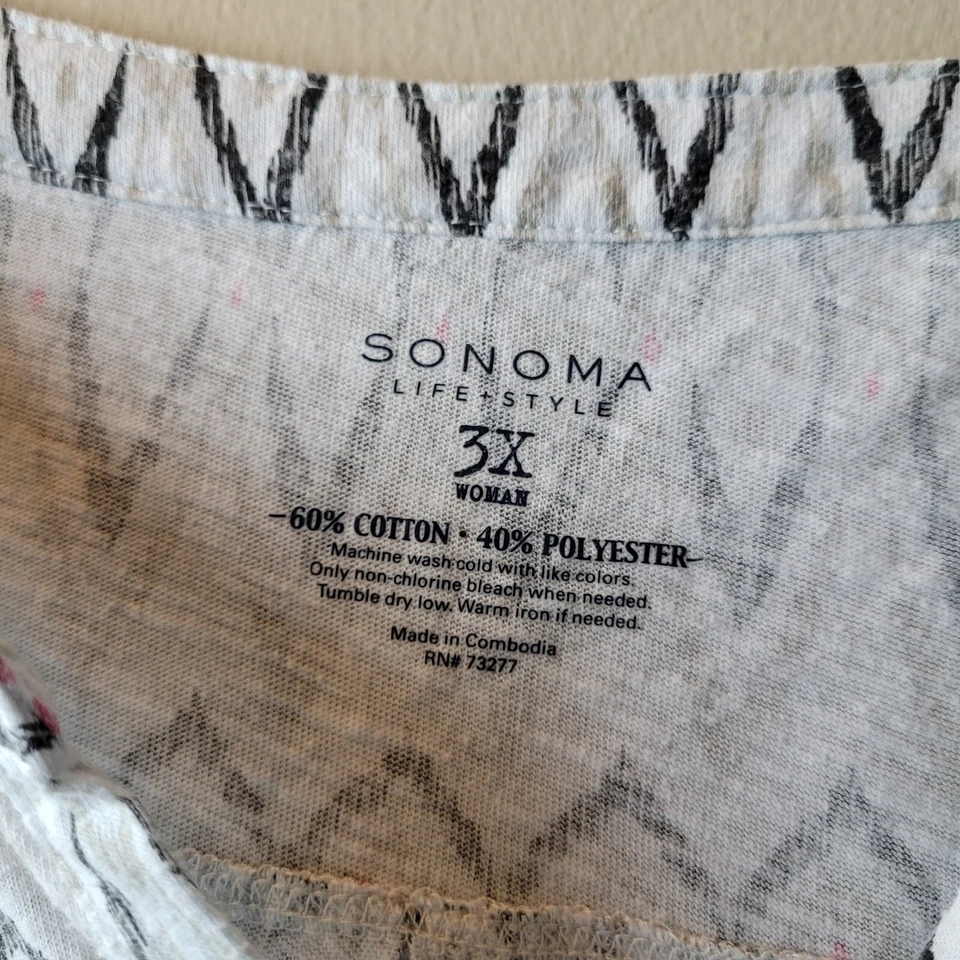 SONOMA
LIFE+STYLE
3X
WOMAN
60% COTTON • 40% POLYESTER
Machine wash cold with like colors.
Only non-chlorine bleach when needed.
Tumble dry low. Warm iron if needed.
Made in Combodia
RN# 73277